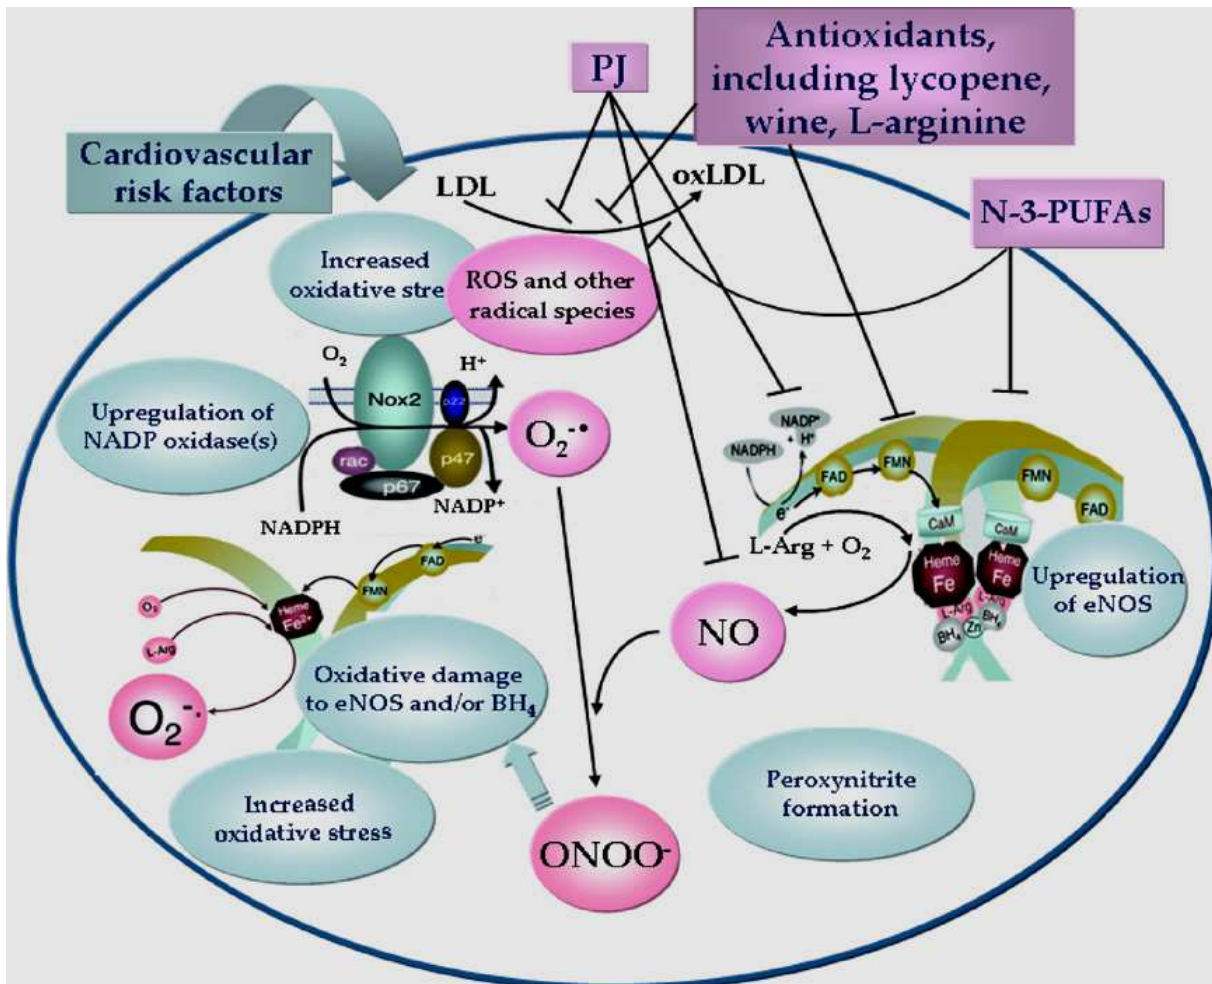 PJ
Antioxidants,
including lycopene,
wine, L-arginine
Cardiovascular
risk factors
LDL
oxLDL
N-3-PUFAs
Increased
oxidative stre
ROS and other
radical species
O₂
H⁺
Nox2
p22
Upregulation of
NADP oxidase(s)
O₂⁻•
rac
p47
p67
NADPH
NADP⁺
NADPH
NADP⁺
+ H⁺
FAD
FMN
e⁻
FMN
FAD
CaM
CaM
L-Arg + O₂
Heme
Fe
Heme
Fe
L-Arg
L-Arg
BH₄
Zn
BH₄
Upregulation
of eNOS
e⁻
FAD
FMN
Heme
Fe²⁺
O₂
L-Arg
O₂⁻·
NO
Oxidative damage
to eNOS and/or BH₄
Increased
oxidative stress
Peroxynitrite
formation
ONOO⁻